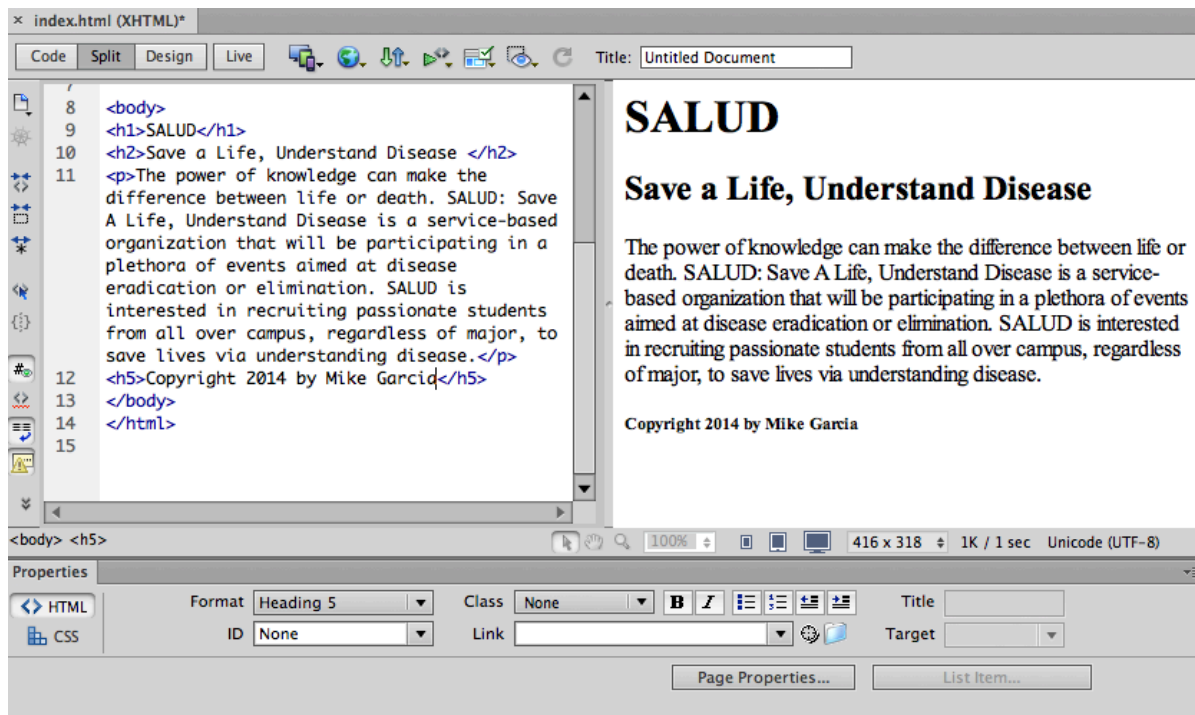 × index.html (XHTML)*
Code Split Design Live Title: Untitled Document
7
8 <body>
9 <h1>SALUD</h1>
10 <h2>Save a Life, Understand Disease </h2>
11 <p>The power of knowledge can make the
difference between life or death. SALUD: Save
A Life, Understand Disease is a service-based
organization that will be participating in a
plethora of events aimed at disease
eradication or elimination. SALUD is
interested in recruiting passionate students
from all over campus, regardless of major, to
save lives via understanding disease.</p>
12 <h5>Copyright 2014 by Mike Garcia</h5>
13 </body>
14 </html>
15
SALUD
Save a Life, Understand Disease
The power of knowledge can make the difference between life or
death. SALUD: Save A Life, Understand Disease is a service-
based organization that will be participating in a plethora of events
aimed at disease eradication or elimination. SALUD is interested
in recruiting passionate students from all over campus, regardless
of major, to save lives via understanding disease.
Copyright 2014 by Mike Garcia
<body> <h5> 100% 416 x 318 1K / 1 sec Unicode (UTF-8)
Properties
<> HTML Format Heading 5 Class None B I Title
CSS ID None Link Target
Page Properties... List Item...